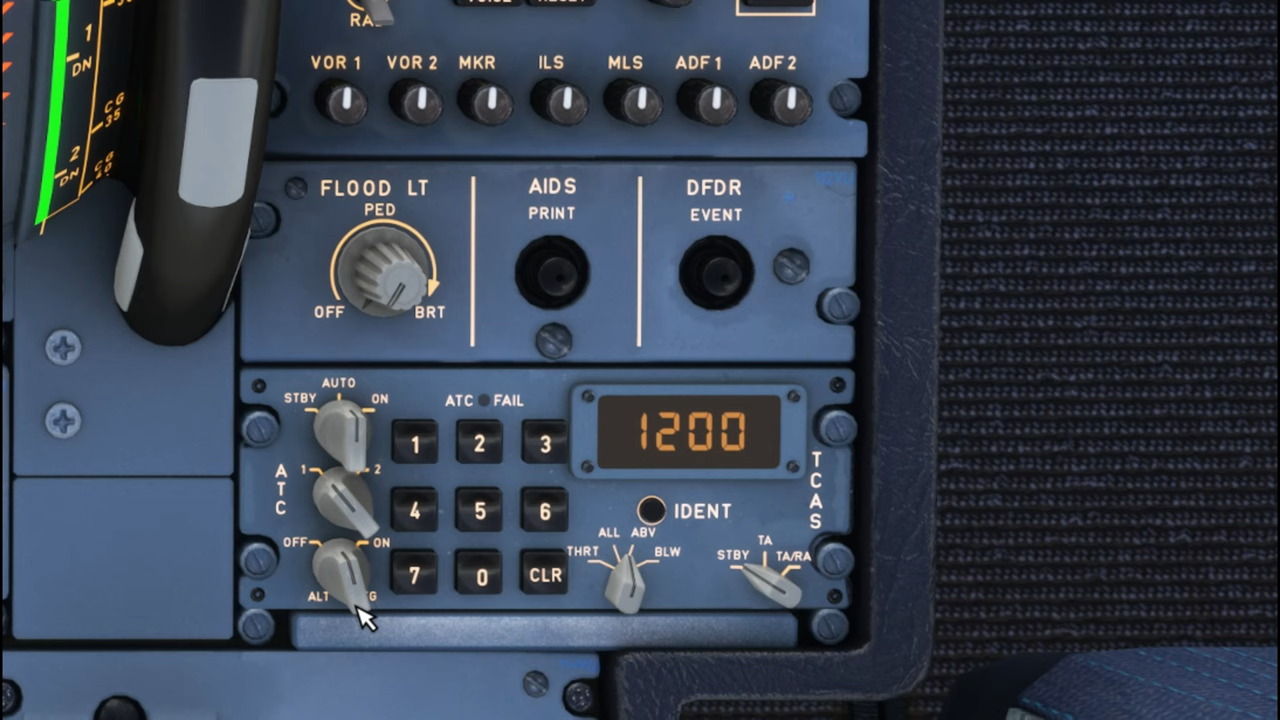 1
DN
CG
35
2
DN
VOR 1 VOR 2 MKR ILS MLS ADF 1 ADF 2
FLOOD LT
PED
OFF BRT
AIDS
PRINT
DFDR
EVENT
AUTO
STBY ON
ATC FAIL
ATC
1 2
OFF ON
ALT
1 2 3
4 5 6
7 0 CLR
1200
IDENT
ALL ABV
THRT BLW
TCAS
TA
STBY TA/RA